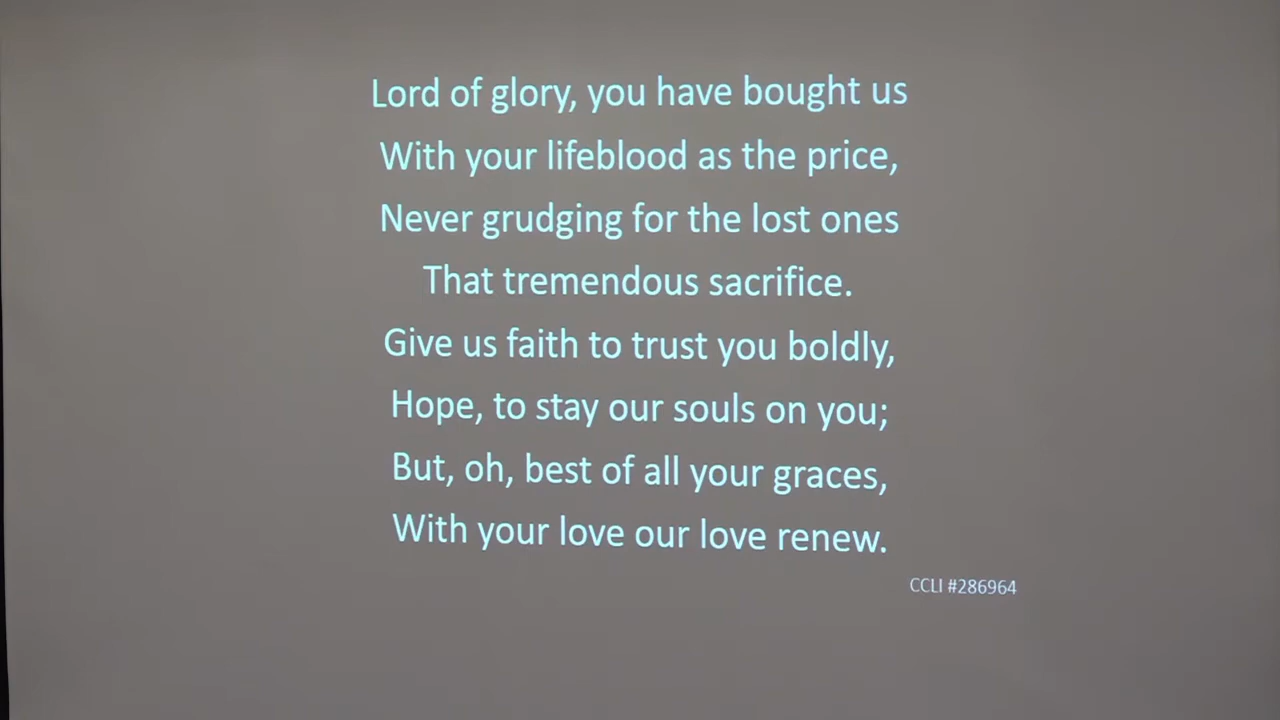 Lord of glory, you have bought us
With your lifeblood as the price,
Never grudging for the lost ones
That tremendous sacrifice.
Give us faith to trust you boldly,
Hope, to stay our souls on you;
But, oh, best of all your graces,
With your love our love renew.
CCLI #286964